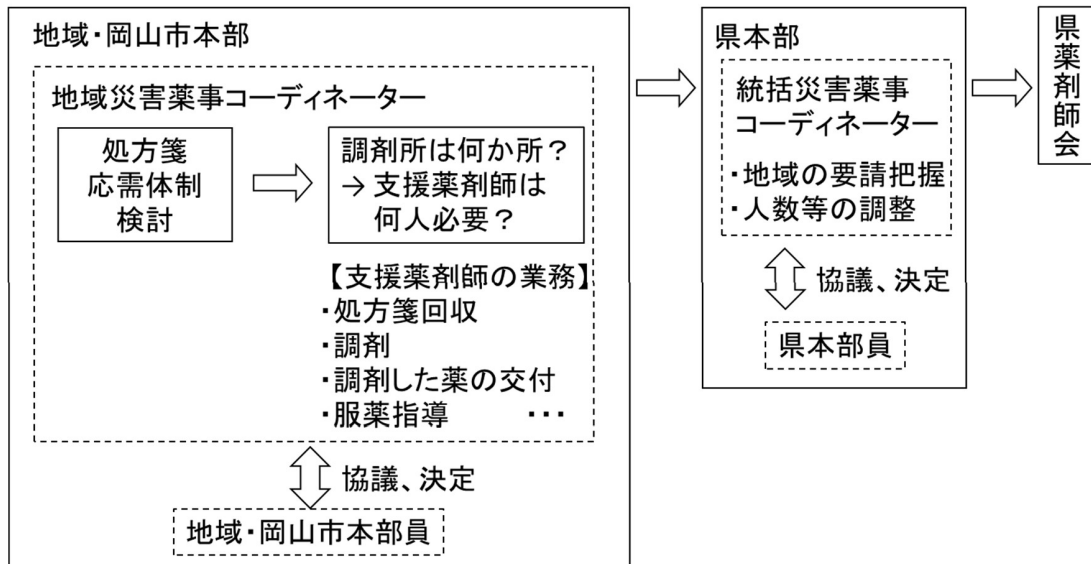 地域・岡山市本部
地域災害薬事コーディネーター
処方箋
応需体制
検討
調剤所は何か所?
→ 支援薬剤師は
何人必要?
【支援薬剤師の業務】
・処方箋回収
・調剤
・調剤した薬の交付
・服薬指導 ・・・
協議、決定
地域・岡山市本部員
県本部
統括災害薬事
コーディネーター
・地域の要請把握
・人数等の調整
協議、決定
県本部員
県薬剤師会